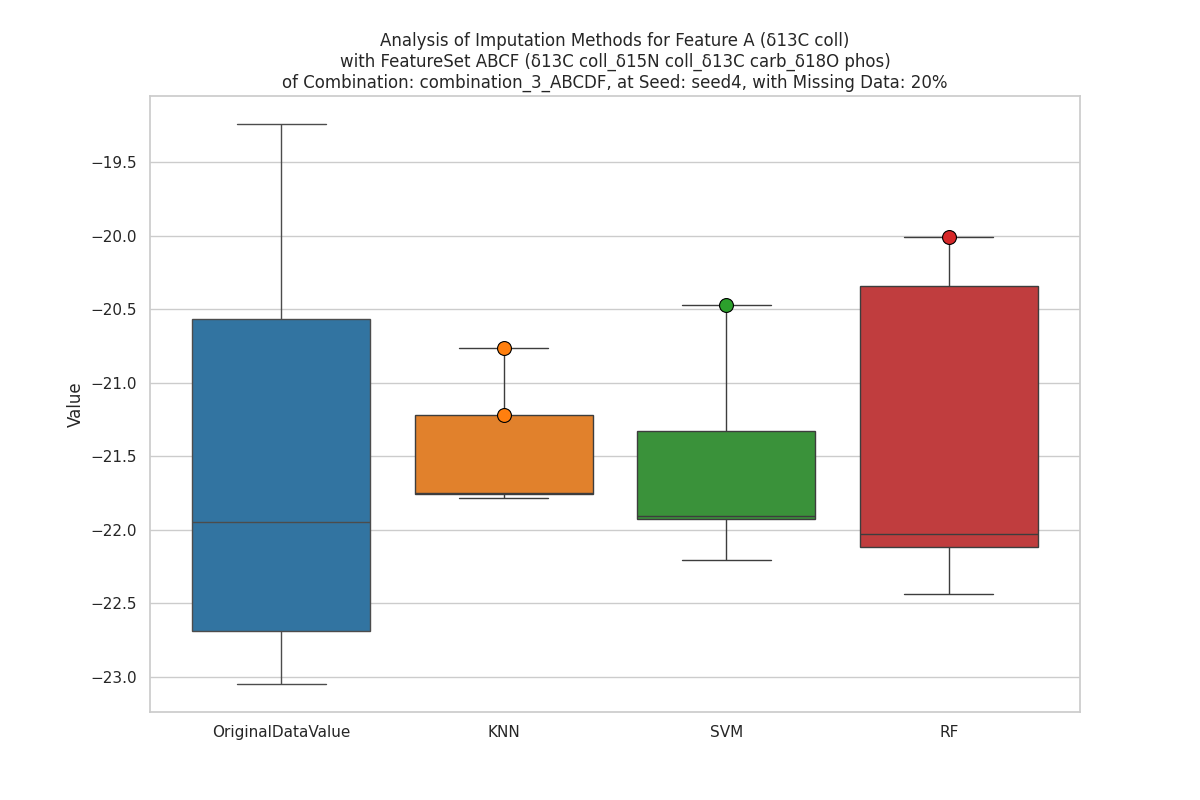 Analysis of Imputation Methods for Feature A (δ13C coll)
with FeatureSet ABCF (δ13C coll_δ15N coll_δ13C carb_δ18O phos)
of Combination: combination_3_ABCDF, at Seed: seed4, with Missing Data: 20%
−19.5
−20.0
−20.5
−21.0
−21.5
−22.0
−22.5
−23.0
Value
OriginalDataValue
KNN
SVM
RF